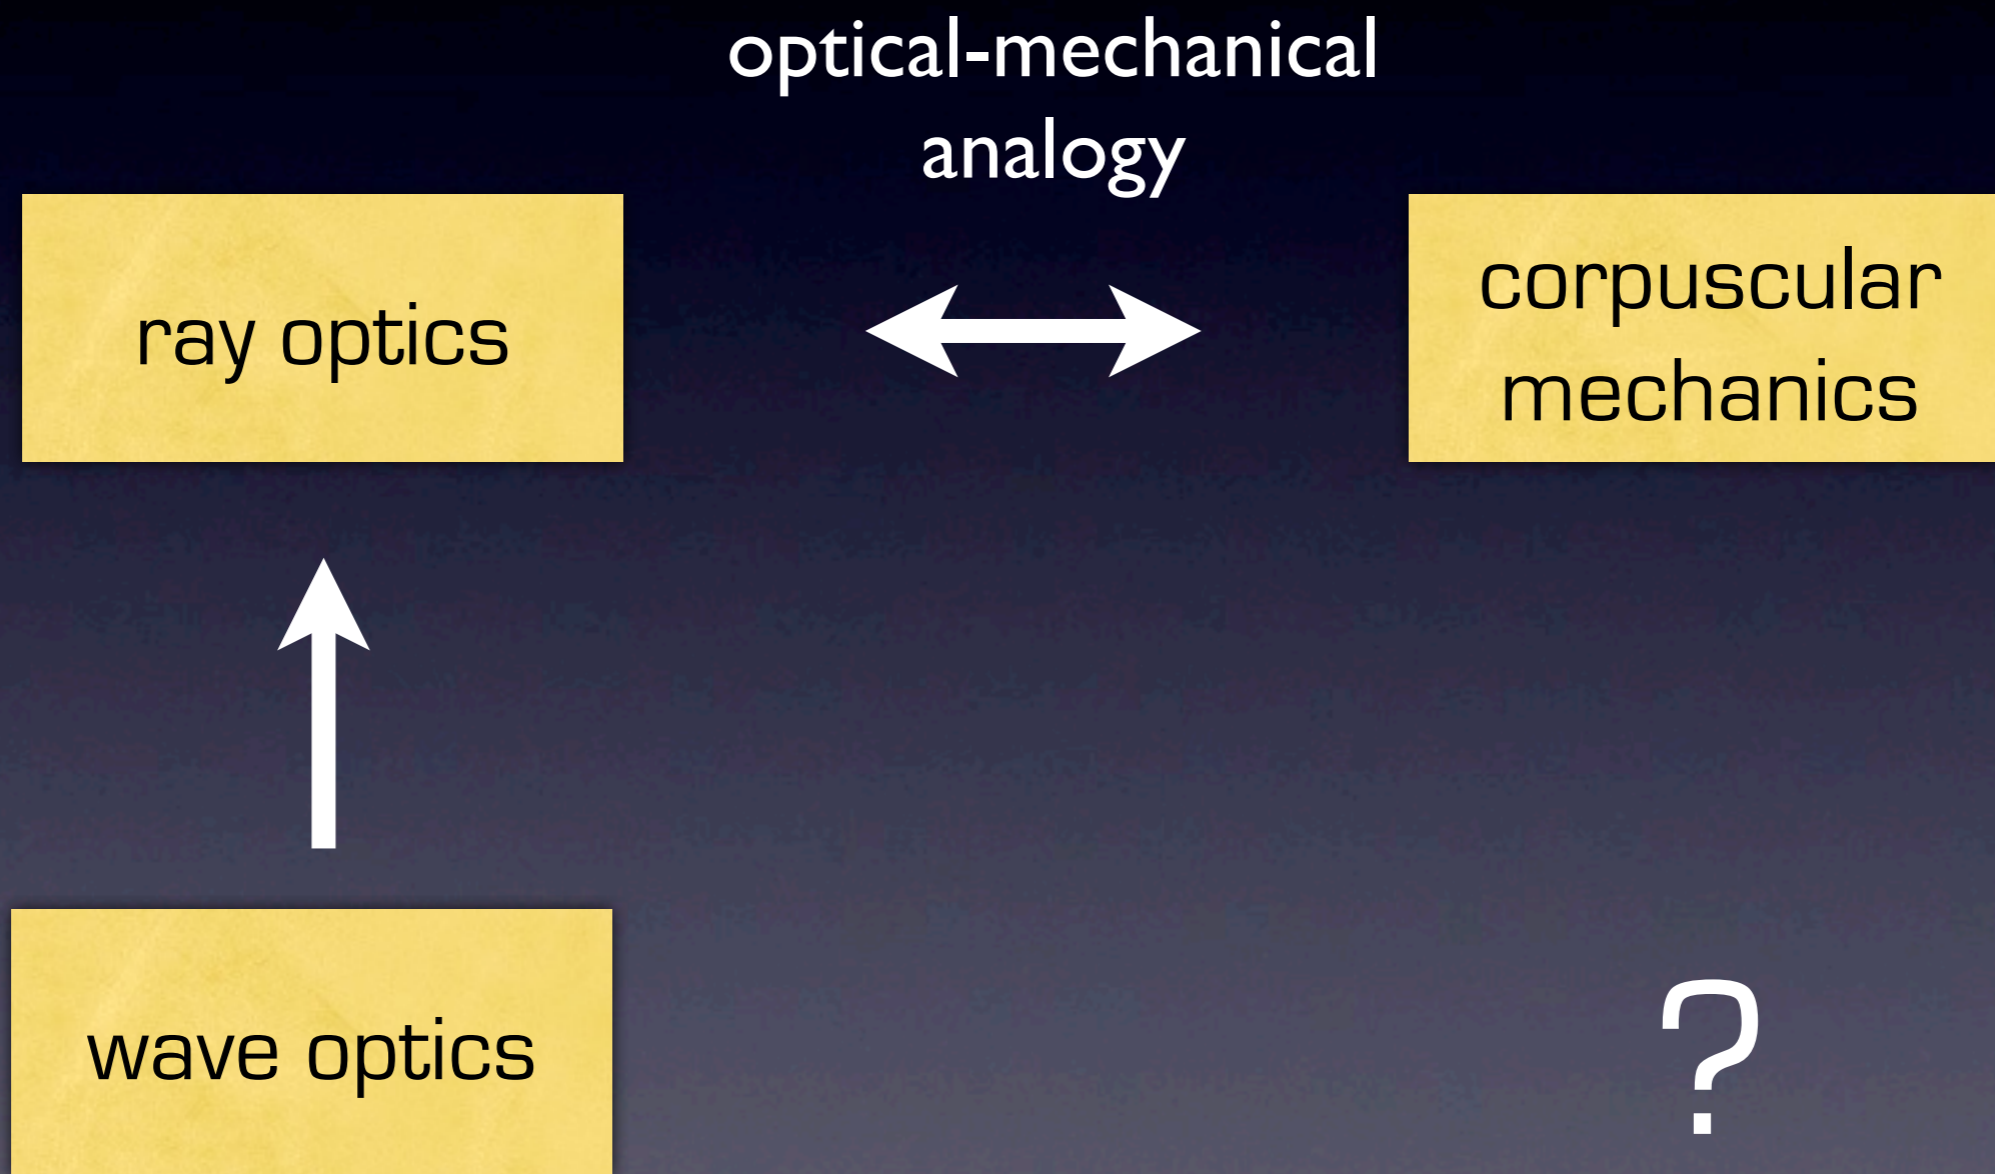 optical-mechanical
analogy
ray optics
corpuscular
mechanics
wave optics
?